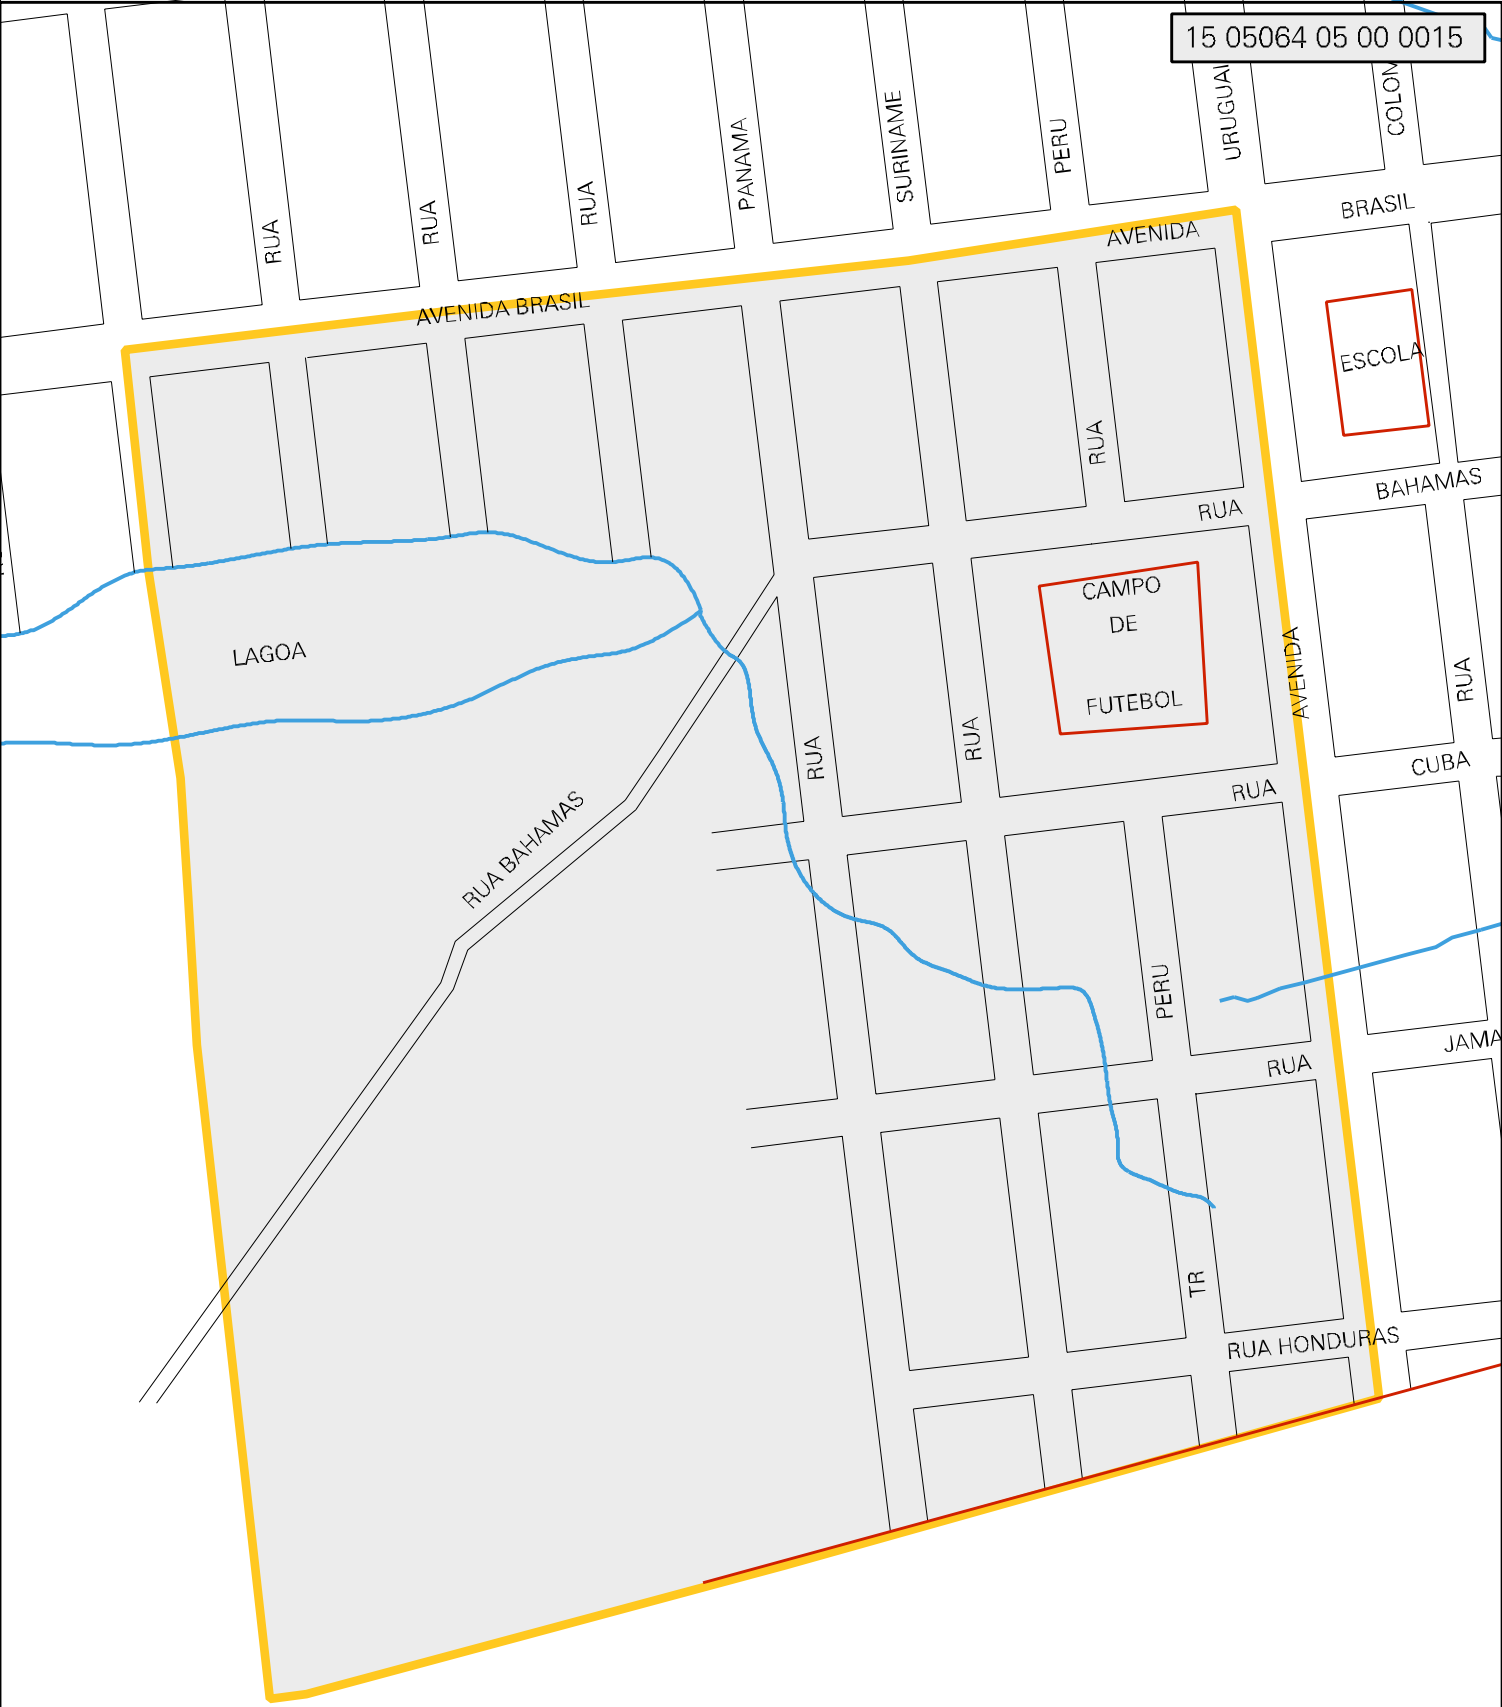 15 05064 05 00 0015
URUGUAI
COLOM
PANAMA
SURINAME
PERU
RUA
RUA
RUA
BRASIL
AVENIDA
AVENIDA BRASIL
ESCOLA
RUA
BAHAMAS
RUA
CAMPO
DE
FUTEBOL
LAGOA
AVENIDA
RUA
RUA
RUA
CUBA
RUA
RUA BAHAMAS
PERU
JAMA
RUA
TR
RUA HONDURAS